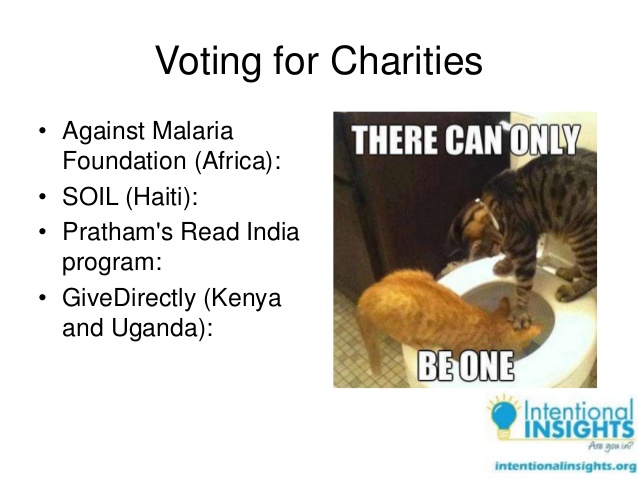 Voting for Charities
• Against Malaria
Foundation (Africa):
• SOIL (Haiti):
• Pratham's Read India
program:
• GiveDirectly (Kenya
and Uganda):
THERE CAN ONLY
BE ONE
Intentional
INSIGHTS
Are you in?
intentionalinsights.org